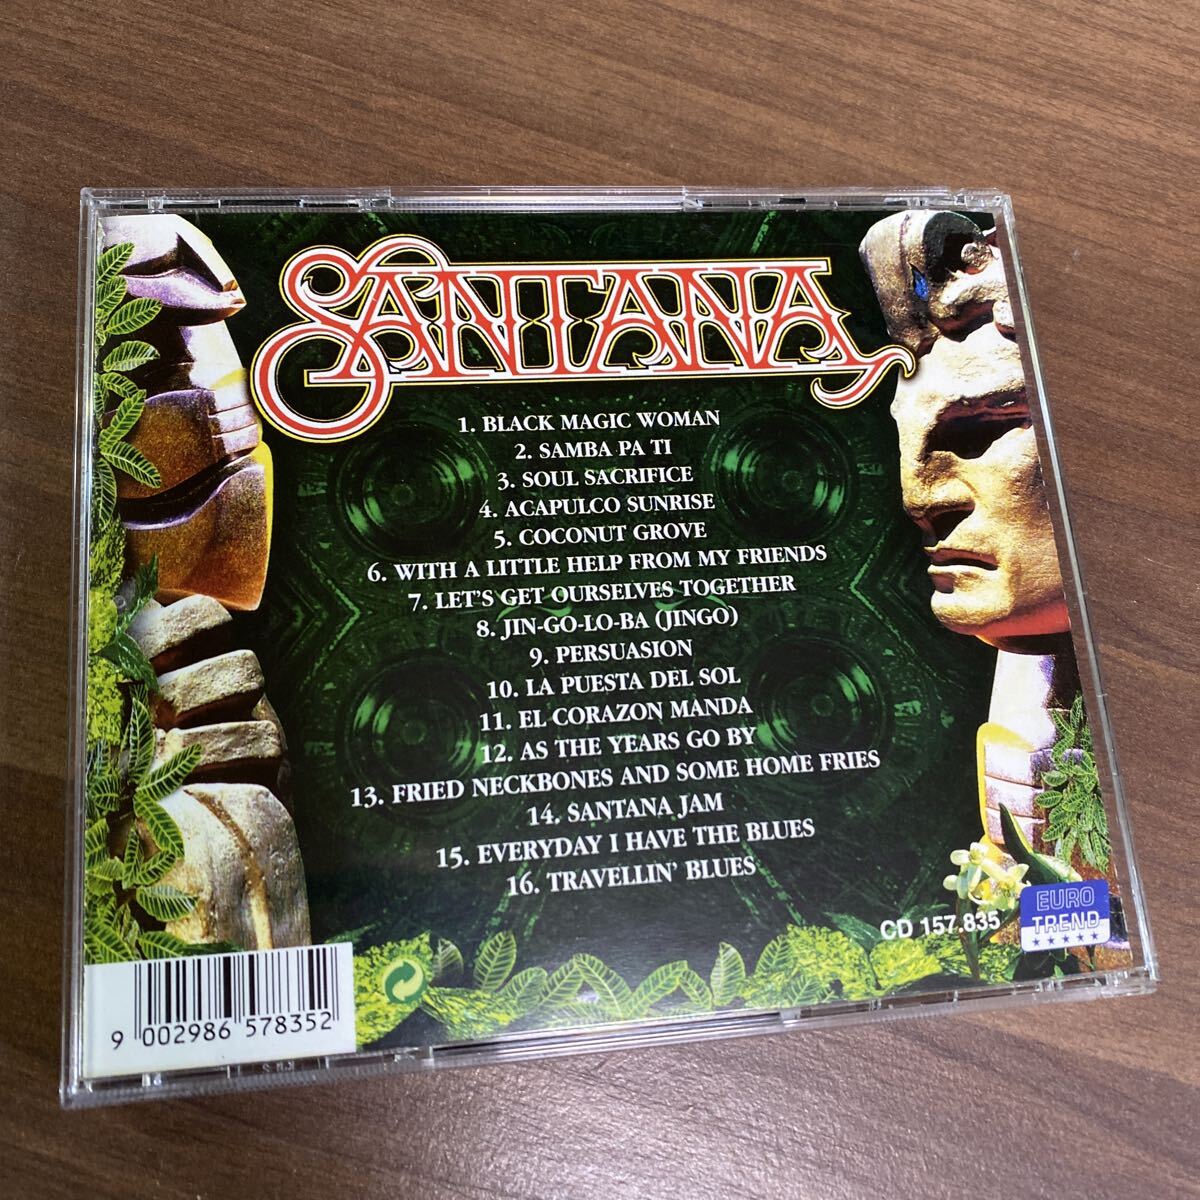 SANTANA
1. BLACK MAGIC WOMAN
2. SAMBA PA TI
3. SOUL SACRIFICE
4. ACAPULCO SUNRISE
5. COCONUT GROVE
6. WITH A LITTLE HELP FROM MY FRIENDS
7. LET'S GET OURSELVES TOGETHER
8. JIN-GO-LO-BA (JINGO)
9. PERSUASION
10. LA PUESTA DEL SOL
11. EL CORAZON MANDA
12. AS THE YEARS GO BY
13. FRIED NECKBONES AND SOME HOME FRIES
14. SANTANA JAM
15. EVERYDAY I HAVE THE BLUES
16. TRAVELLIN' BLUES
CD 157.835
EURO
TREND
9 002986 578352